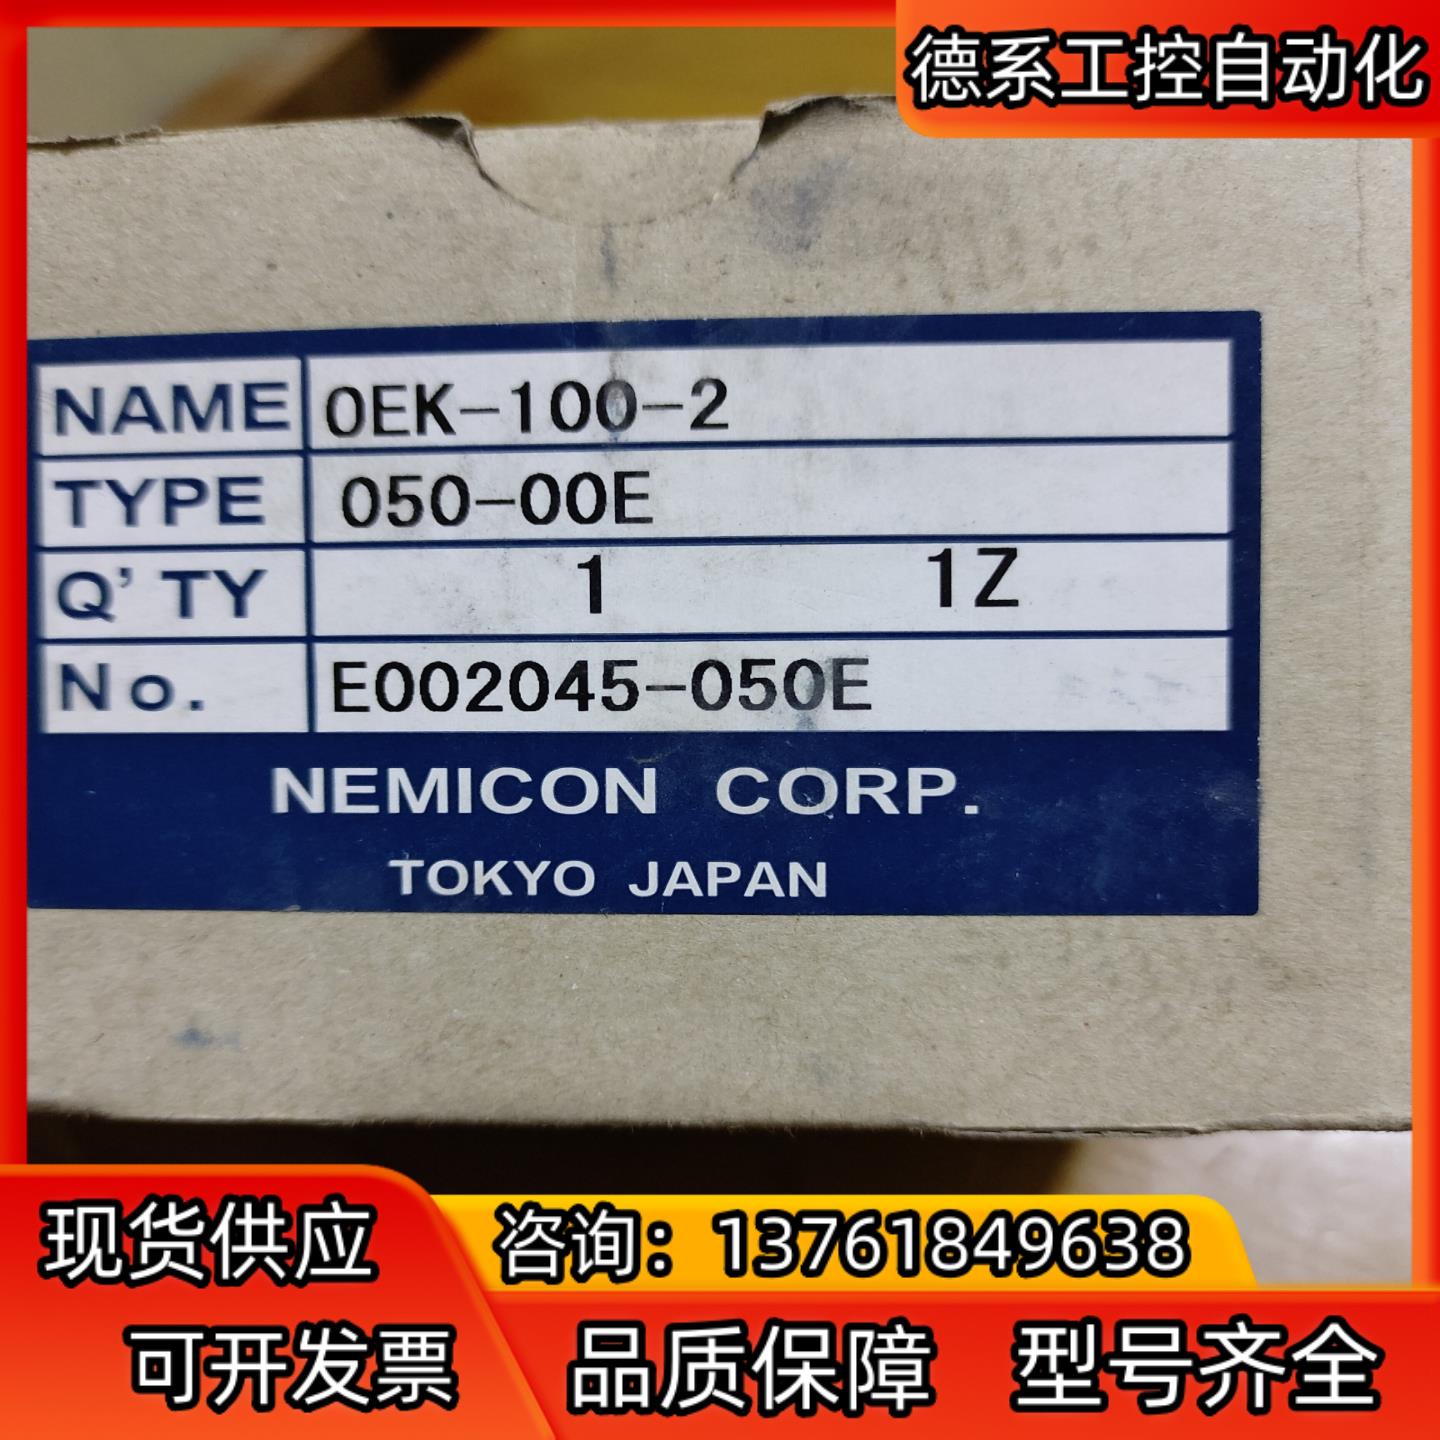 德系工控自动化
NAME OEK-100-2
TYPE 050-00E
Q'TY 1 1Z
No. E002045-050E
NEMICON CORP.
TOKYO JAPAN
现货供应
咨询：13761849638
可开发票 品质保障 型号齐全